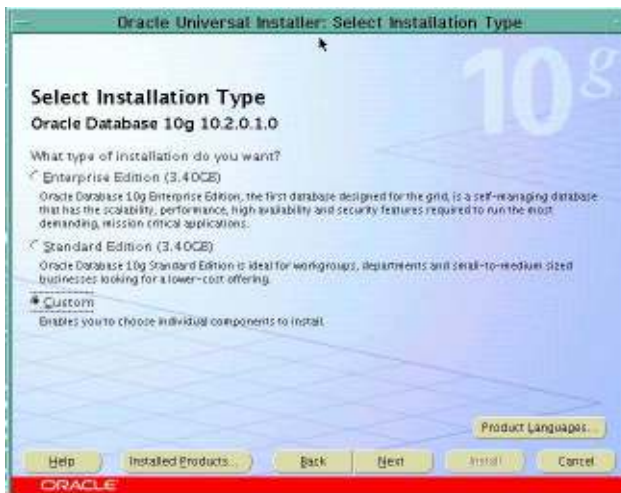 Oracle Universal Installer: Select Installation Type
10g
Select Installation Type
Oracle Database 10g 10.2.0.1.0
What type of installation do you want?
Enterprise Edition (3.40GB)
Oracle Database 10g Enterprise Edition, the first database designed for the grid, is a self-managing database
that has the scalability, performance, high availability and security features required to run the most
demanding, mission critical applications.
Standard Edition (3.40GB)
Oracle Database 10g Standard Edition is ideal for workgroups, departments and small-to-medium sized
businesses looking for a lower-cost offering.
Custom
Enables you to choose individual components to install.
Product Languages...
Help
Installed Products...
Back
Next
Install
Cancel
ORACLE